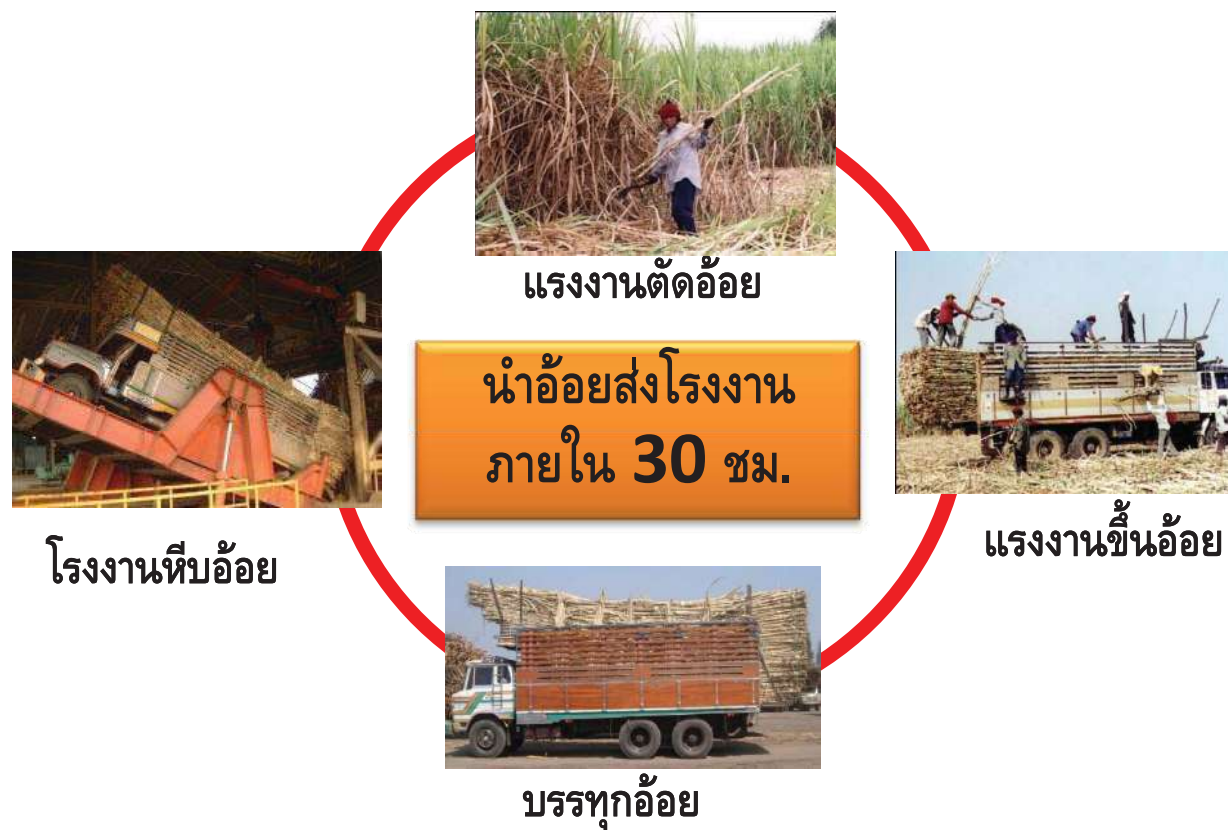 แรงงานตัดอ้อย
นำอ้อยส่งโรงงาน
ภายใน 30 ชม.
แรงงานขึ้นอ้อย
โรงงานหีบอ้อย
บรรทุกอ้อย